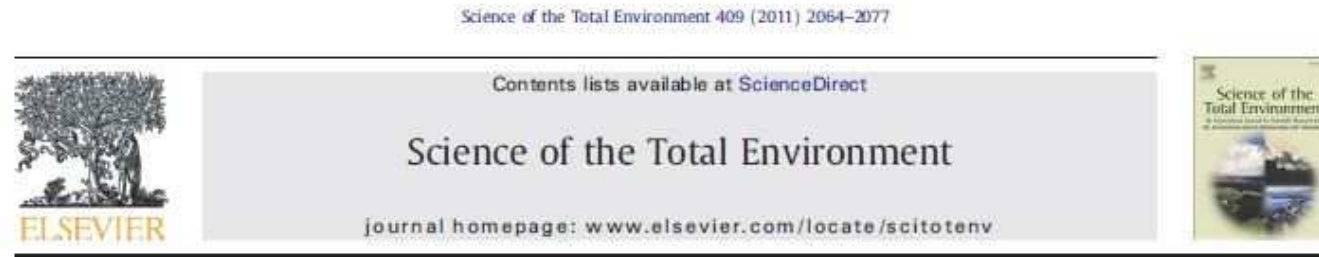 Science of the Total Environment 409 (2011) 2064–2077
Contents lists available at ScienceDirect
Science of the Total Environment
journal homepage: www.elsevier.com/locate/scitotenv
ELSEVIER
Science of the
Total Environment